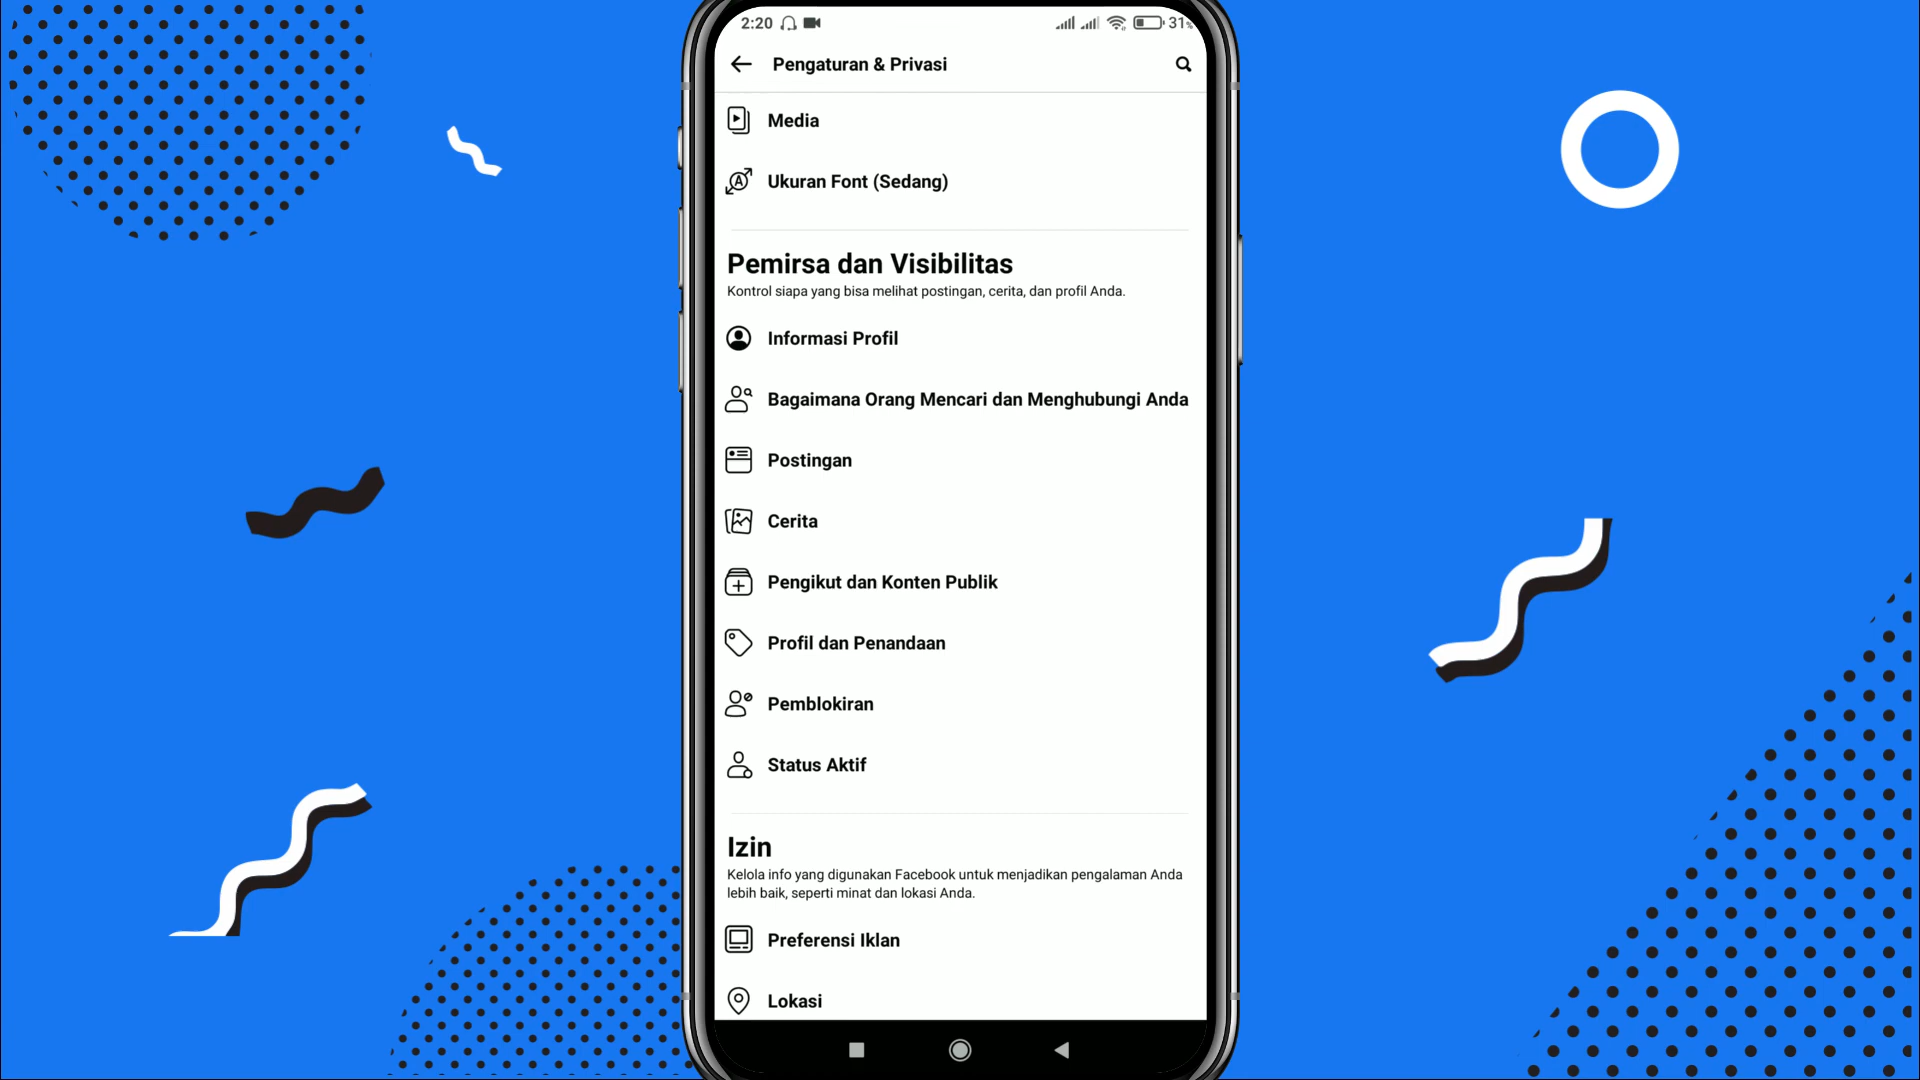 2:20 31%
Pengaturan & Privasi
Media
Ukuran Font (Sedang)
Pemirsa dan Visibilitas
Kontrol siapa yang bisa melihat postingan, cerita, dan profil Anda.
Informasi Profil
Bagaimana Orang Mencari dan Menghubungi Anda
Postingan
Cerita
Pengikut dan Konten Publik
Profil dan Penandaan
Pemblokiran
Status Aktif
Izin
Kelola info yang digunakan Facebook untuk menjadikan pengalaman Anda
lebih baik, seperti minat dan lokasi Anda.
Preferensi Iklan
Lokasi